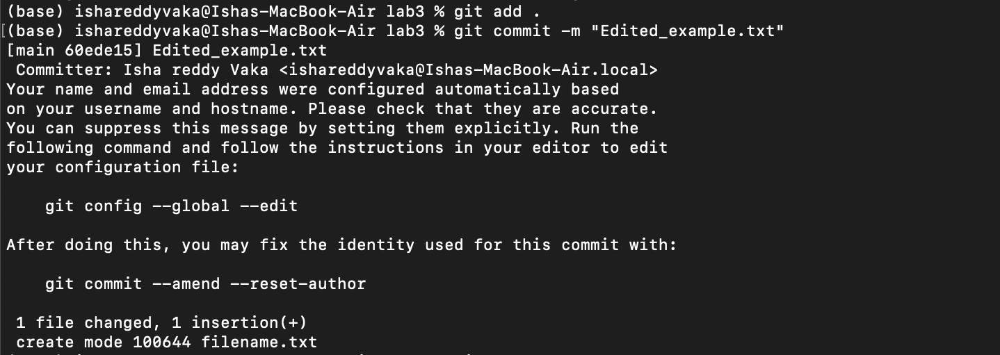 (base) ishareddyvaka@Ishas-MacBook-Air lab3 % git add .
[(base) ishareddyvaka@Ishas-MacBook-Air lab3 % git commit -m "Edited_example.txt"
[main 60ede15] Edited_example.txt
 Committer: Isha reddy Vaka <ishareddyvaka@Ishas-MacBook-Air.local>
Your name and email address were configured automatically based
on your username and hostname. Please check that they are accurate.
You can suppress this message by setting them explicitly. Run the
following command and follow the instructions in your editor to edit
your configuration file:

    git config --global --edit

After doing this, you may fix the identity used for this commit with:

    git commit --amend --reset-author

 1 file changed, 1 insertion(+)
 create mode 100644 filename.txt